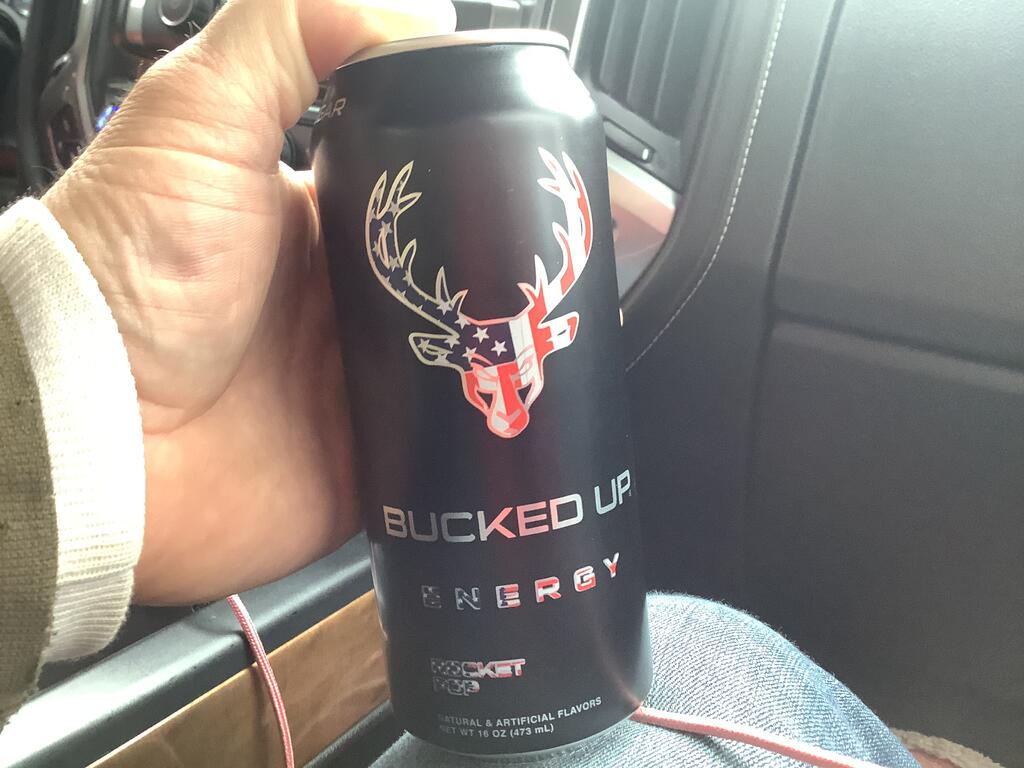 BUCKED UP
ENERGY
ROCKET
POP
NATURAL & ARTIFICIAL FLAVORS
NET WT 16 OZ (473 mL)